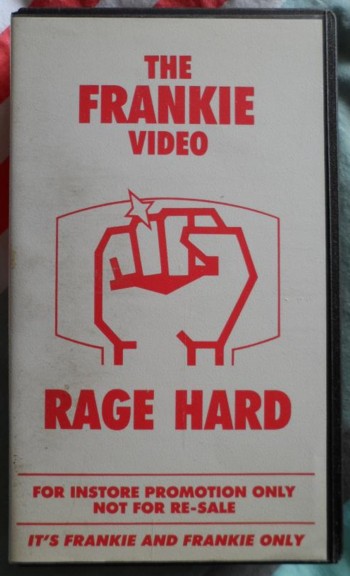 THE
FRANKIE
VIDEO
RAGE HARD
FOR INSTORE PROMOTION ONLY
NOT FOR RE-SALE
IT'S FRANKIE AND FRANKIE ONLY